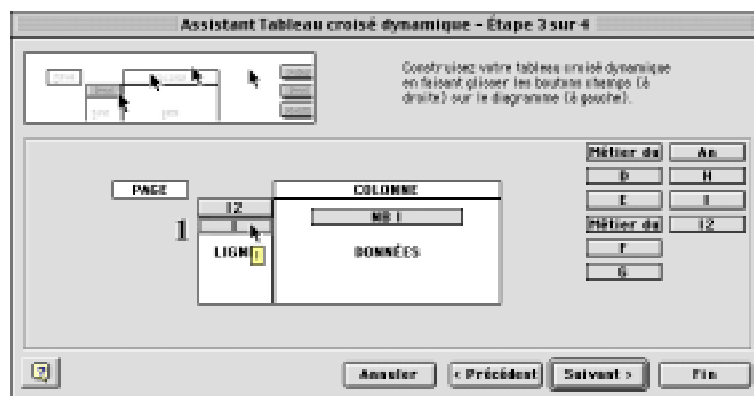 Assistant Tableau croisé dynamique – Étape 3 sur 4
Construisez votre tableau croisé dynamique
en faisant glisser les boutons champs (à
droite) sur le diagramme (à gauche).
Métier du An
D H
E I
Métier du I2
F
G
PAGE
COLONNE
I2
NB I
1
I
LIGN
DONNÉES
Annuler
< Précédent
Suivant >
Fin